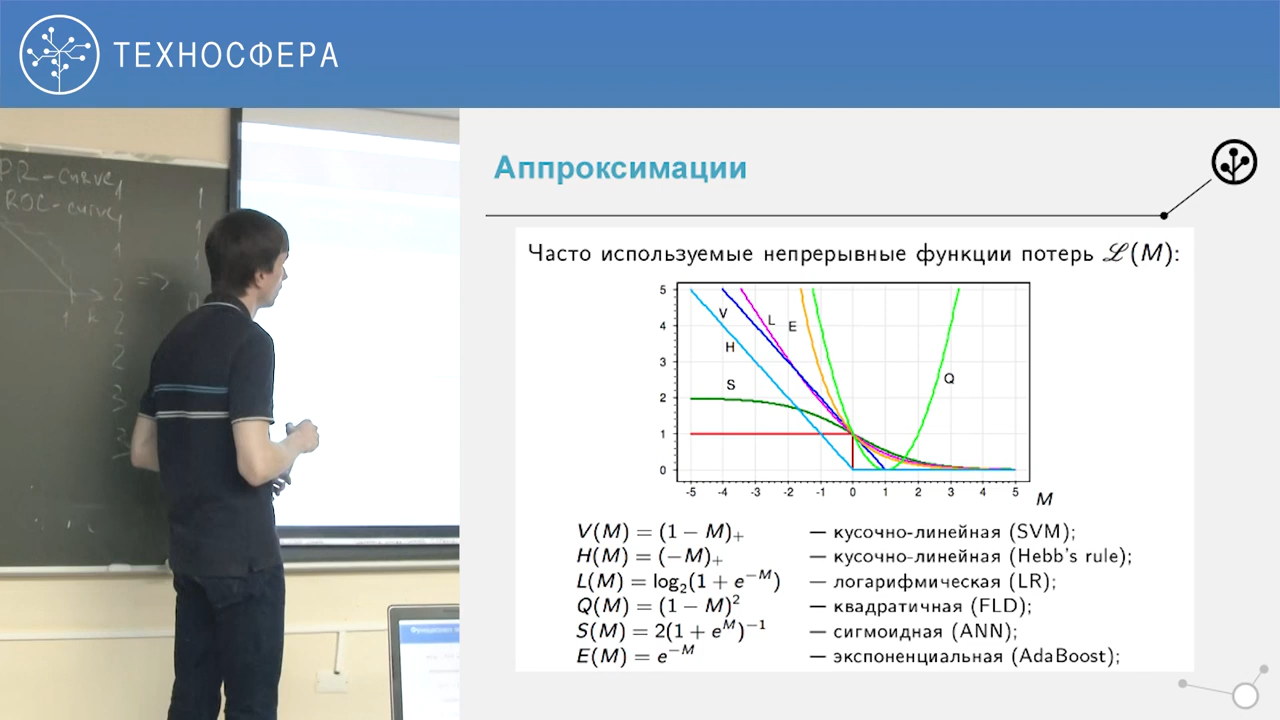 ТЕХНОСФЕРА
PR-curve
ROC-curve
Аппроксимации
Часто используемые непрерывные функции потерь ℒ(M):
5
4
3
2
1
0
V
L
E
H
S
Q
-5 -4 -3 -2 -1 0 1 2 3 4 5
M
V(M) = (1 − M)₊ — кусочно-линейная (SVM);
H(M) = (−M)₊ — кусочно-линейная (Hebb's rule);
L(M) = log₂(1 + e⁻ᴹ) — логарифмическая (LR);
Q(M) = (1 − M)² — квадратичная (FLD);
S(M) = 2(1 + eᴹ)⁻¹ — сигмоидная (ANN);
E(M) = e⁻ᴹ — экспоненциальная (AdaBoost);